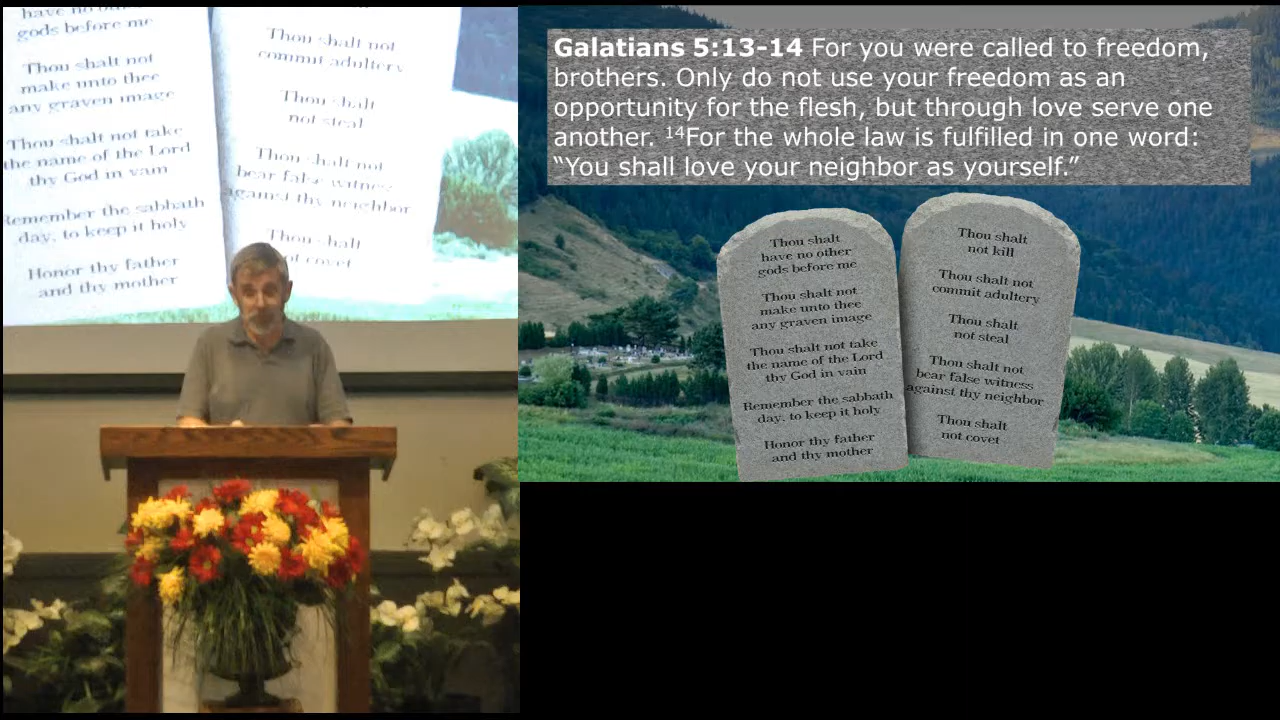 have no other
gods before me
Thou shalt not
make unto thee
any graven image
Thou shalt not take
the name of the Lord
thy God in vain
Remember the sabbath
day, to keep it holy
Honor thy father
and thy mother
Thou shalt not
commit adultery
Thou shalt
not steal
Thou shalt not
bear false witness
against thy neighbor
Thou shalt
not covet
Galatians 5:13-14 For you were called to freedom,
brothers. Only do not use your freedom as an
opportunity for the flesh, but through love serve one
another. ¹⁴For the whole law is fulfilled in one word:
“You shall love your neighbor as yourself.”
Thou shalt
have no other
gods before me
Thou shalt not
make unto thee
any graven image
Thou shalt not take
the name of the Lord
thy God in vain
Remember the sabbath
day, to keep it holy
Honor thy father
and thy mother
Thou shalt
not kill
Thou shalt not
commit adultery
Thou shalt
not steal
Thou shalt not
bear false witness
against thy neighbor
Thou shalt
not covet